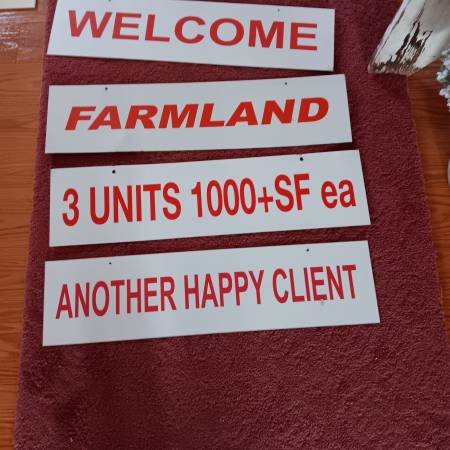 WELCOME
FARMLAND
3 UNITS 1000+SF ea
ANOTHER HAPPY CLIENT